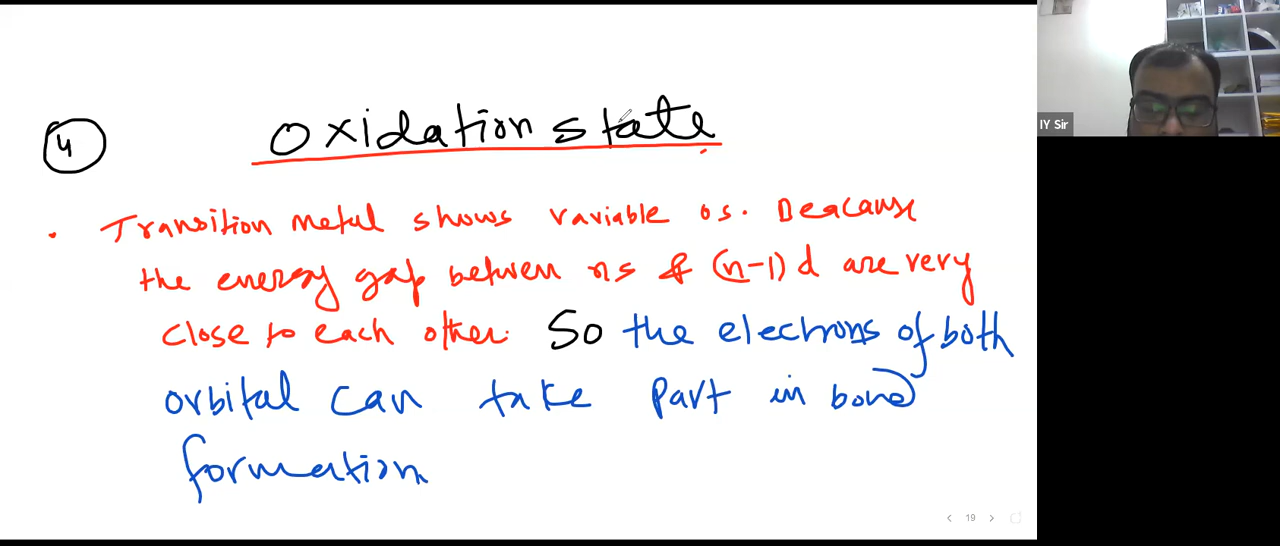 4
Oxidation state
. Transition metal shows variable os. Beacause
the energy gap between ns & (n-1)d are very
close to each other. So the electrons of both
orbital can take part in bond
formation
IY Sir
19